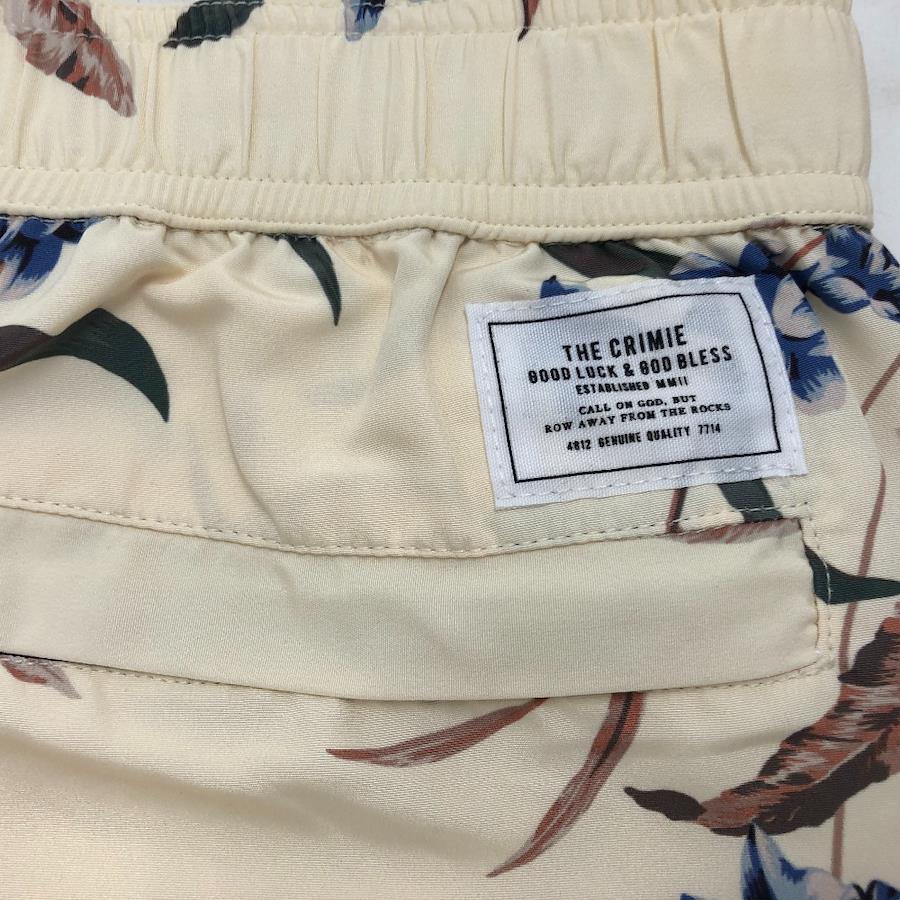 THE CRIMIE
GOOD LUCK & GOD BLESS
ESTABLISHED MMII
CALL ON GOD, BUT
ROW AWAY FROM THE ROCKS
4812 GENUINE QUALITY 7714